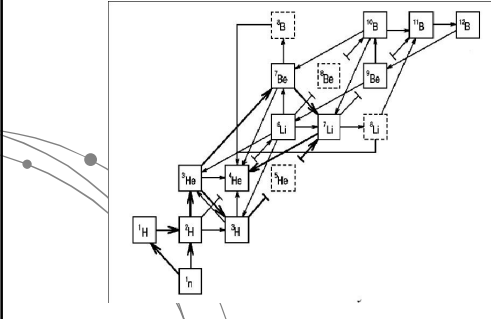 ⁸B ¹⁰B ¹¹B ¹²B
⁷Be ⁸Be ⁹Be
⁶Li ⁷Li ⁸Li
³He ⁴He ⁵He
¹H ²H ³H
¹n